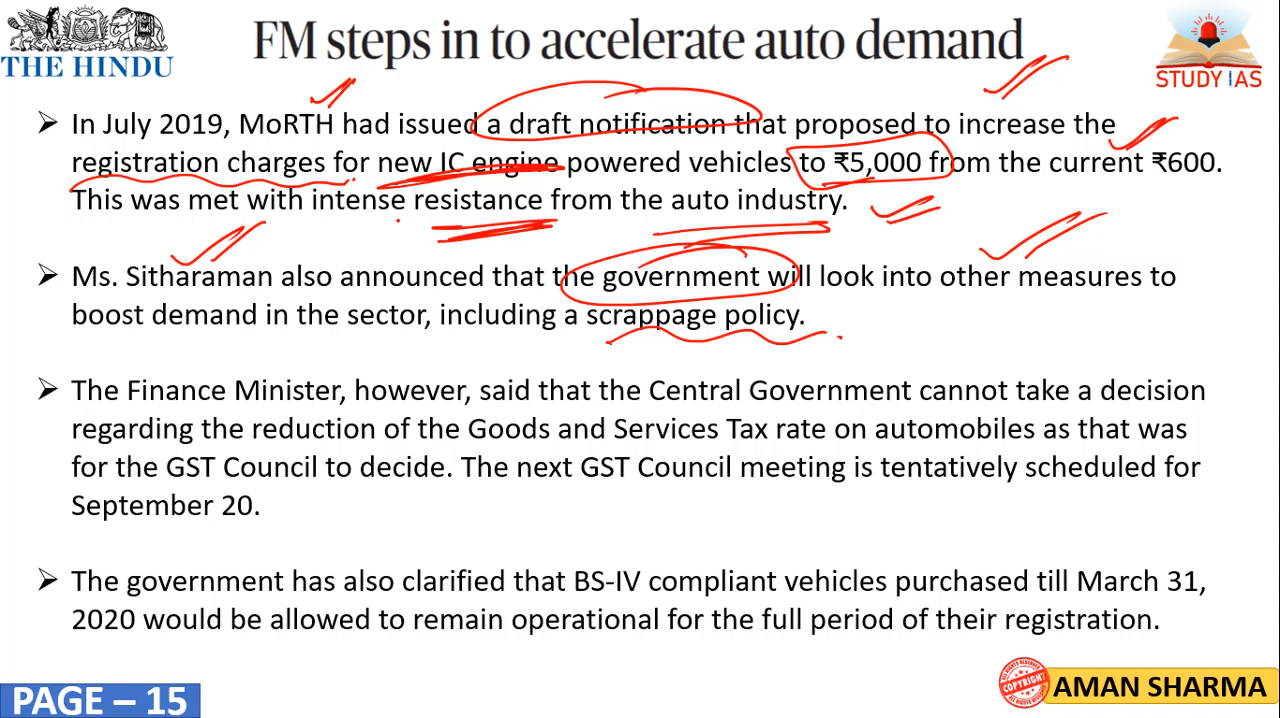 THE HINDU
FM steps in to accelerate auto demand
STUDY IAS
➢ In July 2019, MoRTH had issued a draft notification that proposed to increase the
registration charges for new IC engine powered vehicles to ₹5,000 from the current ₹600.
This was met with intense resistance from the auto industry.
➢ Ms. Sitharaman also announced that the government will look into other measures to
boost demand in the sector, including a scrappage policy.
➢ The Finance Minister, however, said that the Central Government cannot take a decision
regarding the reduction of the Goods and Services Tax rate on automobiles as that was
for the GST Council to decide. The next GST Council meeting is tentatively scheduled for
September 20.
➢ The government has also clarified that BS-IV compliant vehicles purchased till March 31,
2020 would be allowed to remain operational for the full period of their registration.
PAGE – 15
COPYRIGHT
AMAN SHARMA